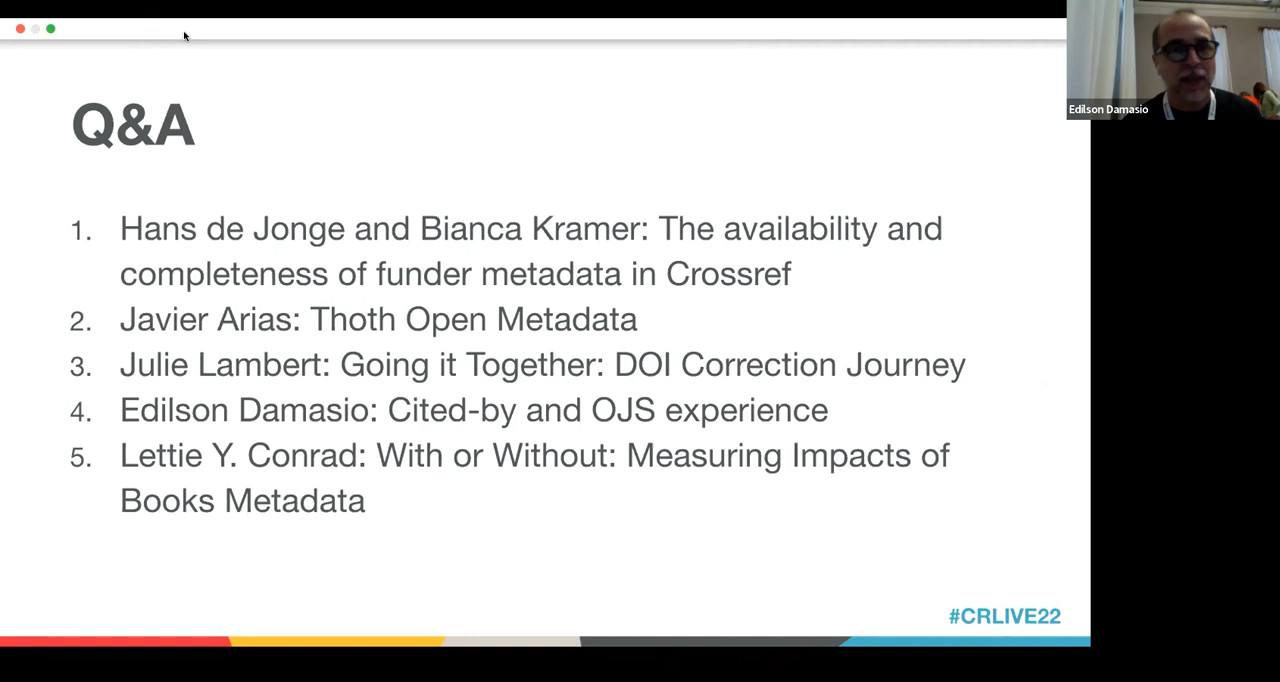 Edilson Damasio
Q&A
1. Hans de Jonge and Bianca Kramer: The availability and
completeness of funder metadata in Crossref
2. Javier Arias: Thoth Open Metadata
3. Julie Lambert: Going it Together: DOI Correction Journey
4. Edilson Damasio: Cited-by and OJS experience
5. Lettie Y. Conrad: With or Without: Measuring Impacts of
Books Metadata
#CRLIVE22